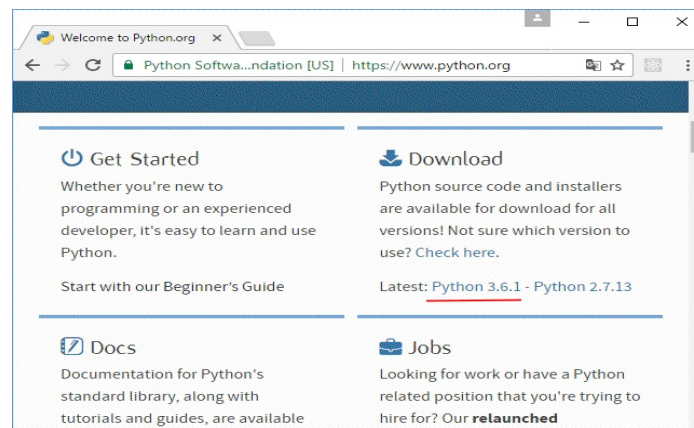 Welcome to Python.org
Python Softwa...ndation [US] | https://www.python.org
Get Started
Whether you're new to
programming or an experienced
developer, it's easy to learn and use
Python.
Start with our Beginner's Guide
Download
Python source code and installers
are available for download for all
versions! Not sure which version to
use? Check here.
Latest: Python 3.6.1 - Python 2.7.13
Docs
Documentation for Python's
standard library, along with
tutorials and guides, are available
Jobs
Looking for work or have a Python
related position that you're trying to
hire for? Our relaunched